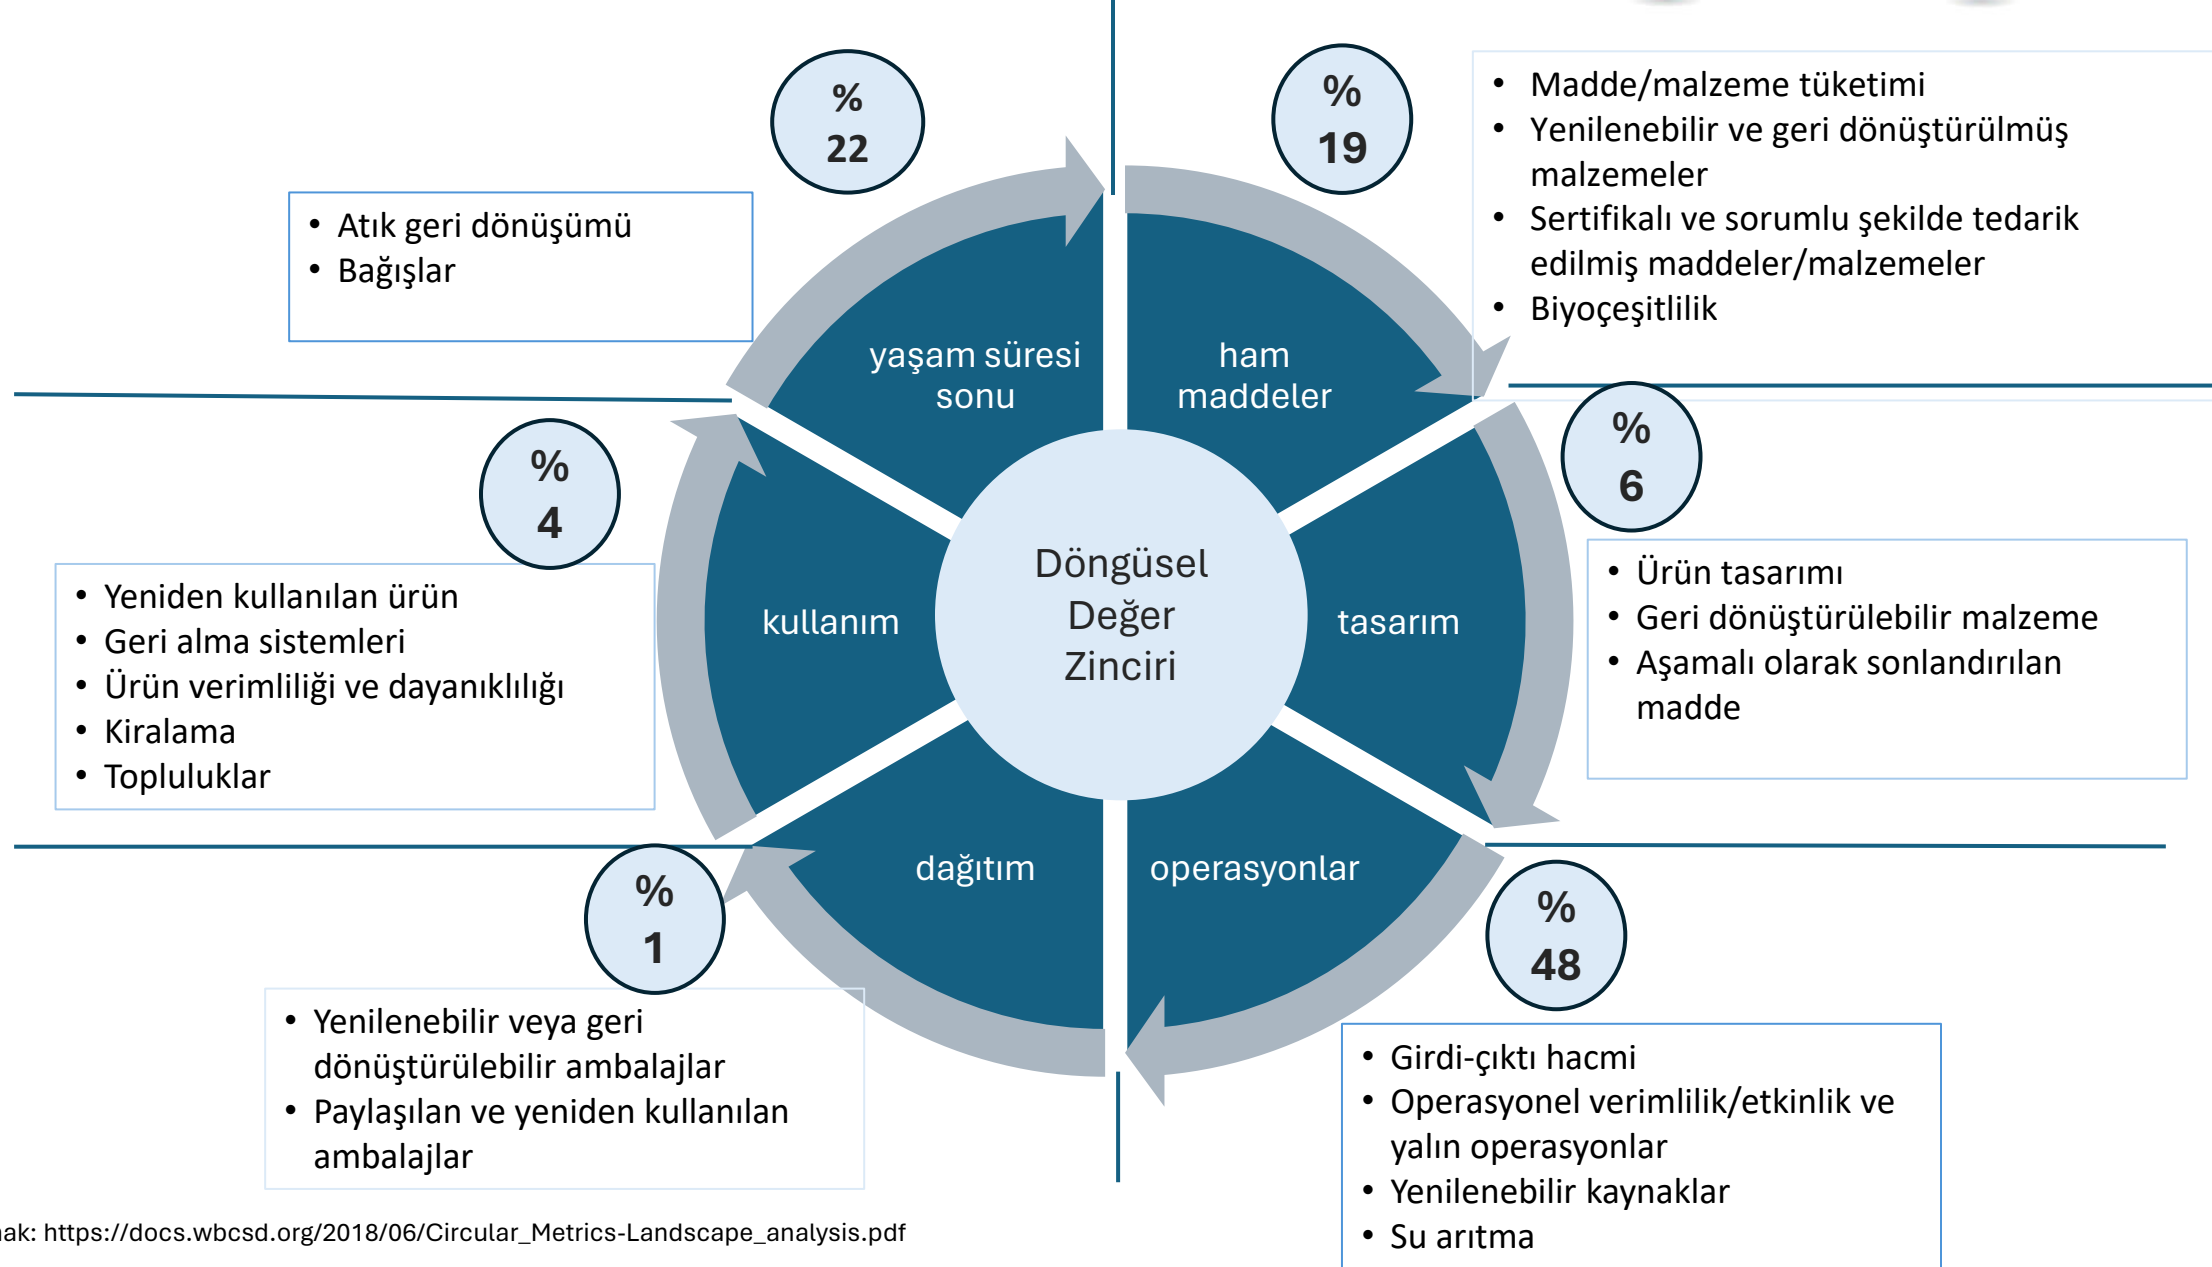 %
22
%
19
• Madde/malzeme tüketimi
• Yenilenebilir ve geri dönüştürülmüş
malzemeler
• Sertifikalı ve sorumlu şekilde tedarik
edilmiş maddeler/malzemeler
• Biyoçeşitlilik
• Atık geri dönüşümü
• Bağışlar
yaşam süresi
sonu
ham
maddeler
%
4
%
6
• Yeniden kullanılan ürün
• Geri alma sistemleri
• Ürün verimliliği ve dayanıklılığı
• Kiralama
• Topluluklar
kullanım
Döngüsel
Değer
Zinciri
tasarım
• Ürün tasarımı
• Geri dönüştürülebilir malzeme
• Aşamalı olarak sonlandırılan
madde
dağıtım
operasyonlar
%
1
%
48
• Yenilenebilir veya geri
dönüştürülebilir ambalajlar
• Paylaşılan ve yeniden kullanılan
ambalajlar
• Girdi-çıktı hacmi
• Operasyonel verimlilik/etkinlik ve
yalın operasyonlar
• Yenilenebilir kaynaklar
• Su arıtma
ak: https://docs.wbcsd.org/2018/06/Circular_Metrics-Landscape_analysis.pdf